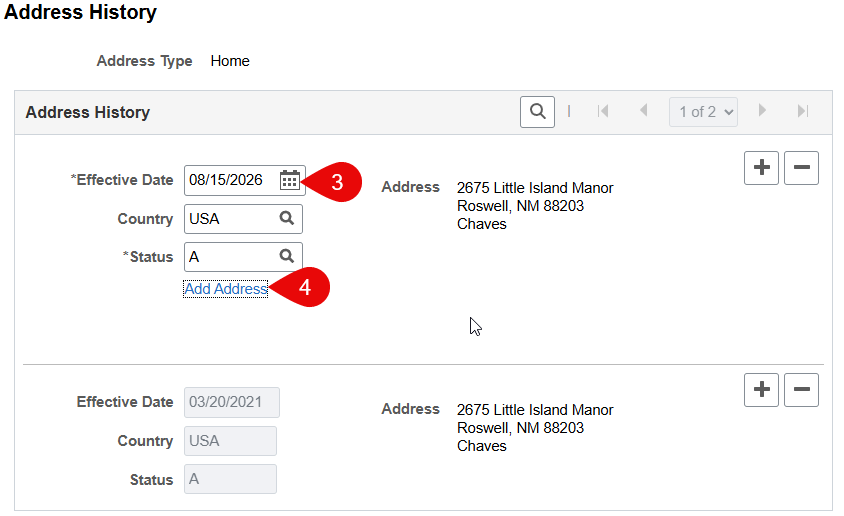 Address History
Address Type Home
Address History 1 of 2
*Effective Date 08/15/2026 3 Address 2675 Little Island Manor
Roswell, NM 88203
Country USA Chaves
*Status A
Add Address 4
Effective Date 03/20/2021 Address 2675 Little Island Manor
Roswell, NM 88203
Country USA Chaves
Status A